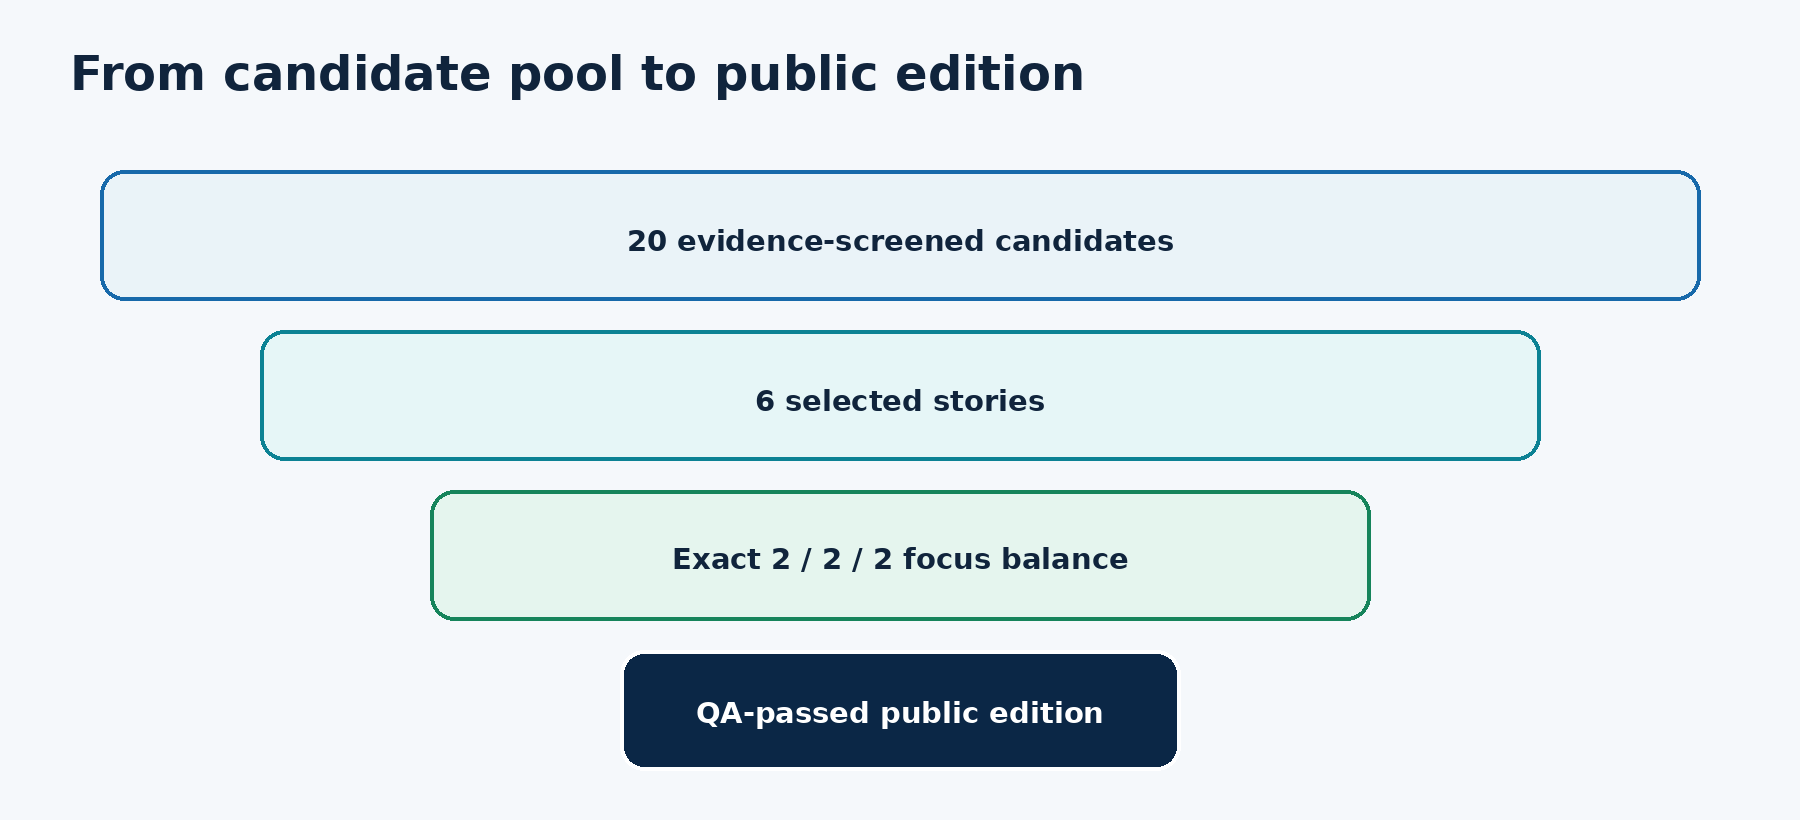 From candidate pool to public edition
20 evidence-screened candidates
6 selected stories
Exact 2 / 2 / 2 focus balance
QA-passed public edition